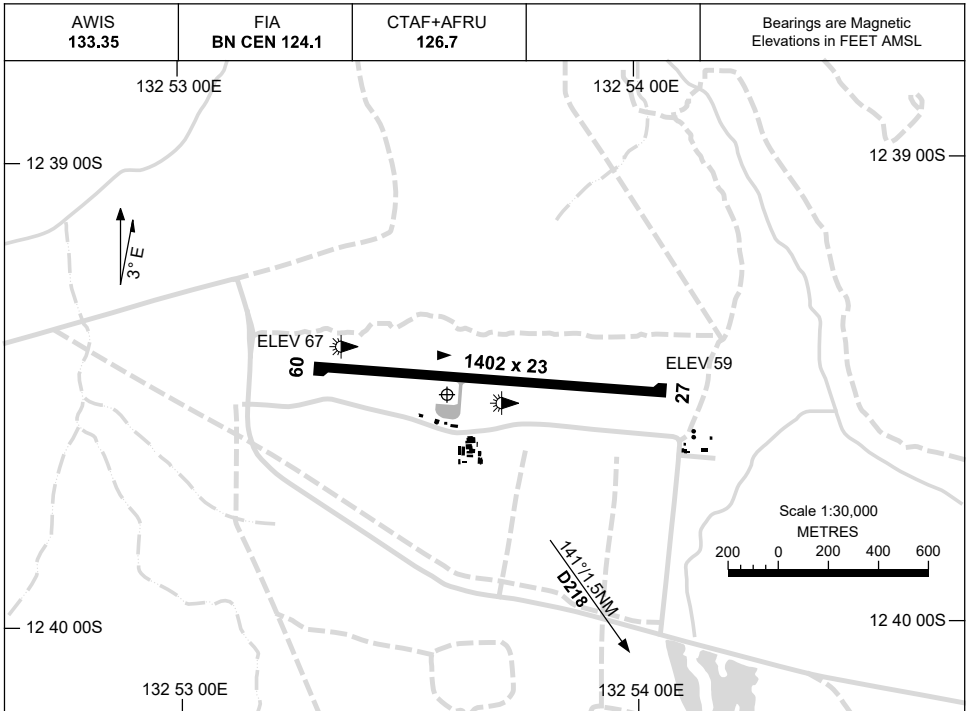 AWIS
133.35
FIA
BN CEN 124.1
CTAF+AFRU
126.7
Bearings are Magnetic
Elevations in FEET AMSL
132 53 00E
132 54 00E
12 39 00S
12 39 00S
3° E
ELEV 67
09
1402 x 23
ELEV 59
27
Scale 1:30,000
METRES
200 0 200 400 600
141°/1.5NM
D218
12 40 00S
12 40 00S
132 53 00E
132 54 00E